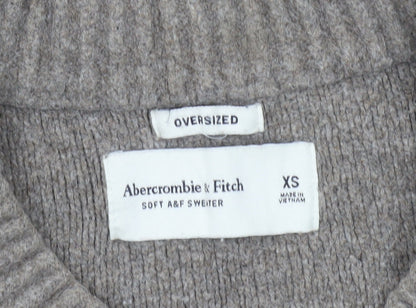 OVERSIZED
Abercrombie & Fitch
SOFT A&F SWEATER
XS
MADE IN
VIETNAM